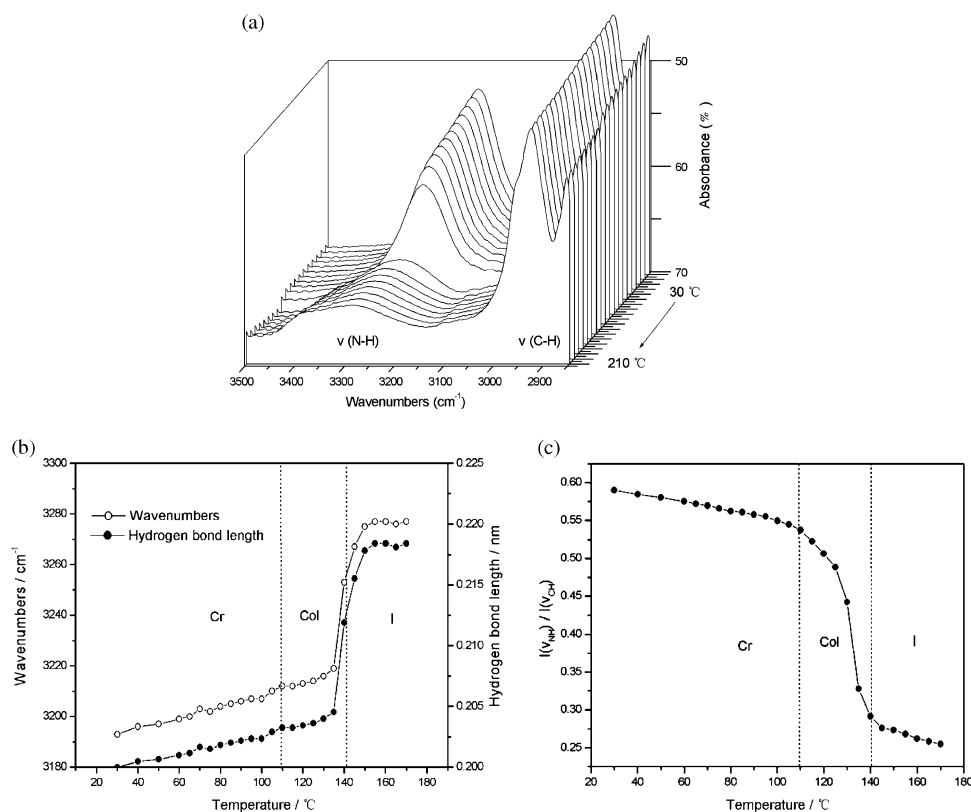 (a)
50
60
70
Absorbance (%)
30 ℃
210 ℃
ν (N-H)
ν (C-H)
3500 3400 3300 3200 3100 3000 2900
Wavenumbers (cm⁻¹)
(b)
3300
3280
3260
3240
3220
3200
3180
Wavenumbers / cm⁻¹
Wavenumbers
Hydrogen bond length
Cr
Col
I
0.225
0.220
0.215
0.210
0.205
0.200
Hydrogen bond length / nm
20 40 60 80 100 120 140 160 180
Temperature / ℃
(c)
0.60
0.55
0.50
0.45
0.40
0.35
0.30
0.25
I(νNH) / I(νCH)
Cr
Col
I
20 40 60 80 100 120 140 160 180
Temperature / ℃